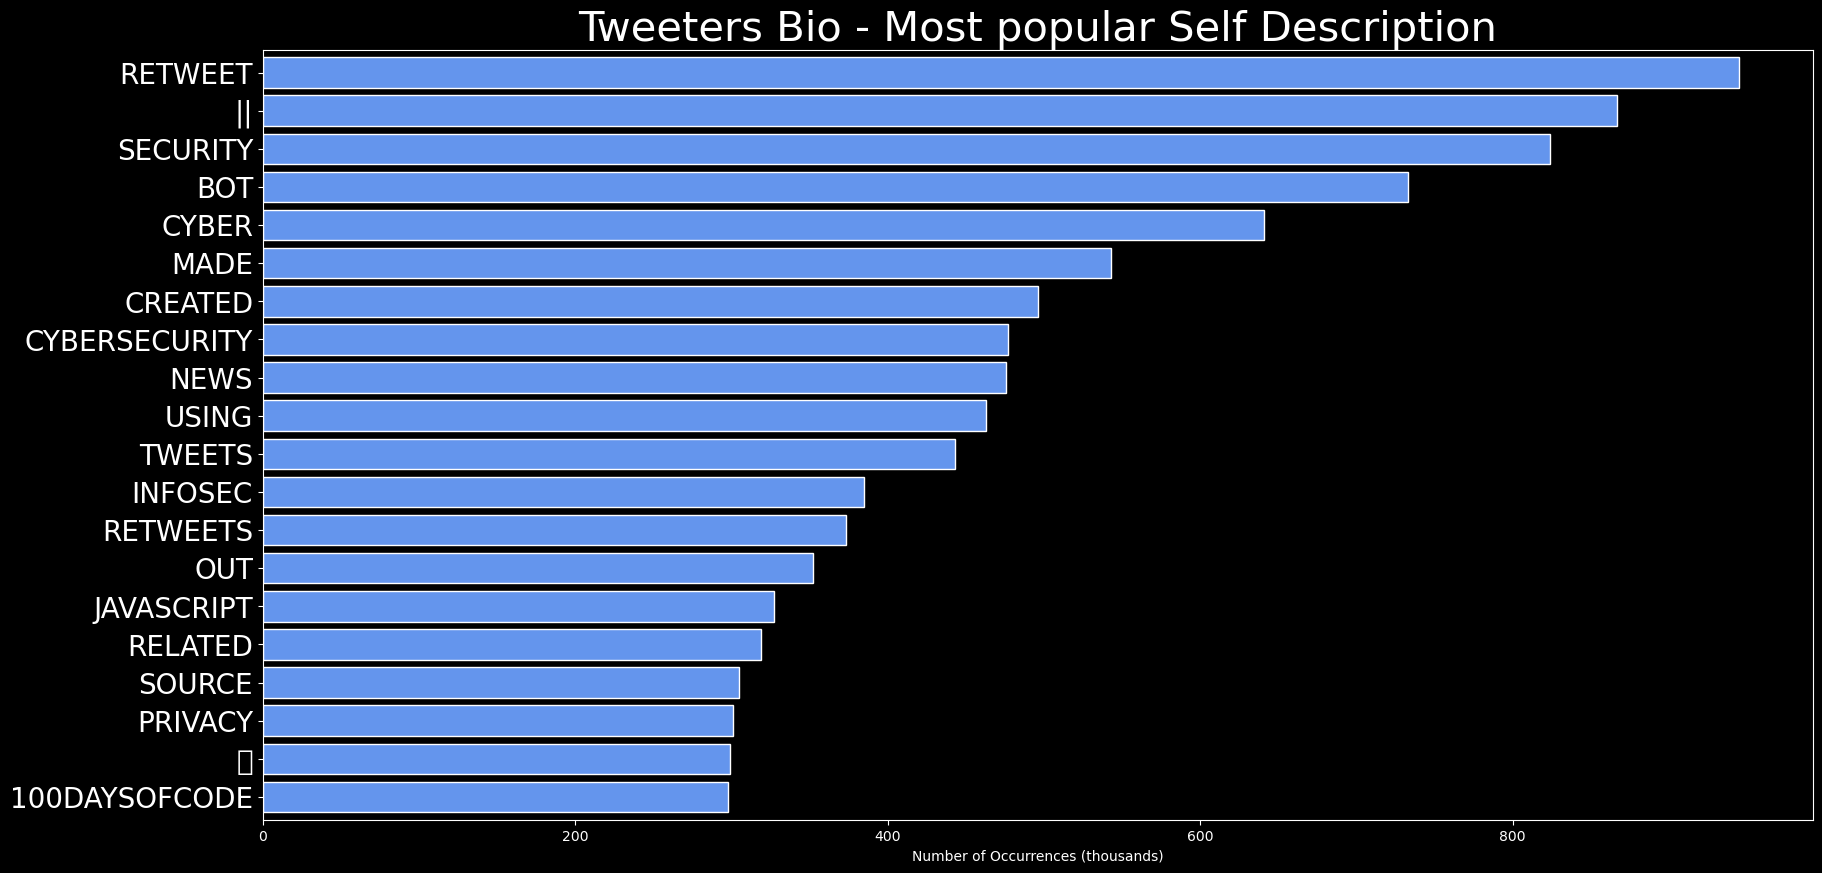 Tweeters Bio - Most popular Self Description
RETWEET
||
SECURITY
BOT
CYBER
MADE
CREATED
CYBERSECURITY
NEWS
USING
TWEETS
INFOSEC
RETWEETS
OUT
JAVASCRIPT
RELATED
SOURCE
PRIVACY
100DAYSOFCODE
0 200 400 600 800
Number of Occurrences (thousands)